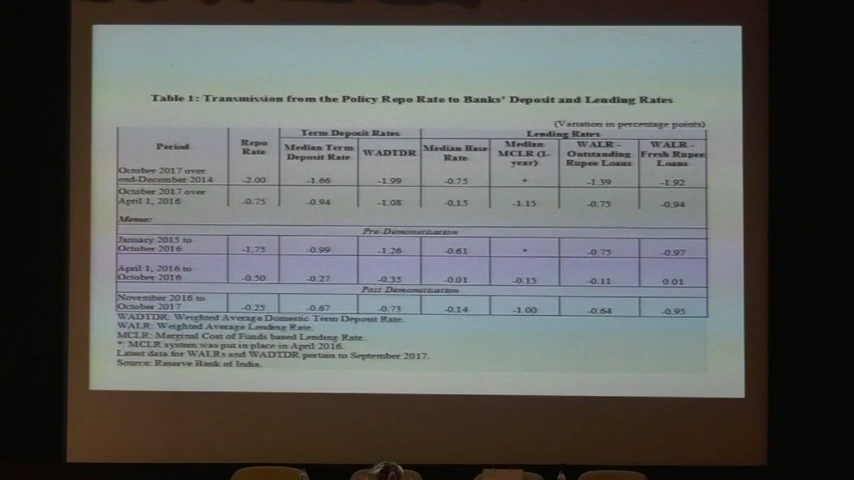 Table 1: Transmission from the Policy Repo Rate to Banks' Deposit and Lending Rates
(Variation in percentage points)
Period Repo Rate Term Deposit Rates Lending Rates
Median Term Deposit Rate WADTDR Median Base Rate Median MCLR (1-year) WALR - Outstanding Rupee Loans WALR - Fresh Rupee Loans
October 2017 over end-December 2014 -2.00 -1.66 -1.99 -0.75 * -1.39 -1.92
October 2017 over April 1, 2016 -0.75 -0.94 -1.08 -0.15 -1.15 -0.75 -0.94
Memo:
Pre-Demonetisation
January 2015 to October 2016 -1.75 -0.99 -1.26 -0.61 * -0.75 -0.97
April 1, 2016 to October 2016 -0.50 -0.27 -0.35 -0.01 -0.15 -0.11 0.01
Post Demonetisation
November 2016 to October 2017 -0.25 -0.67 -0.73 -0.14 -1.00 -0.64 -0.95
WADTDR: Weighted Average Domestic Term Deposit Rate.
WALR: Weighted Average Lending Rate.
MCLR: Marginal Cost of Funds based Lending Rate.
*: MCLR system was put in place in April 2016.
Latest data for WALRs and WADTDR pertain to September 2017.
Source: Reserve Bank of India.